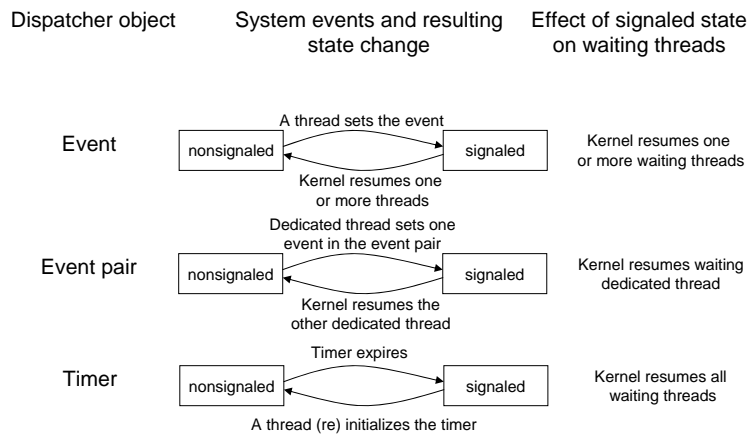 Dispatcher object
System events and resulting
state change
Effect of signaled state
on waiting threads
Event
nonsignaled
A thread sets the event
signaled
Kernel resumes one
or more threads
Kernel resumes one
or more waiting threads
Event pair
Dedicated thread sets one
event in the event pair
nonsignaled
signaled
Kernel resumes the
other dedicated thread
Kernel resumes waiting
dedicated thread
Timer
Timer expires
nonsignaled
signaled
A thread (re) initializes the timer
Kernel resumes all
waiting threads